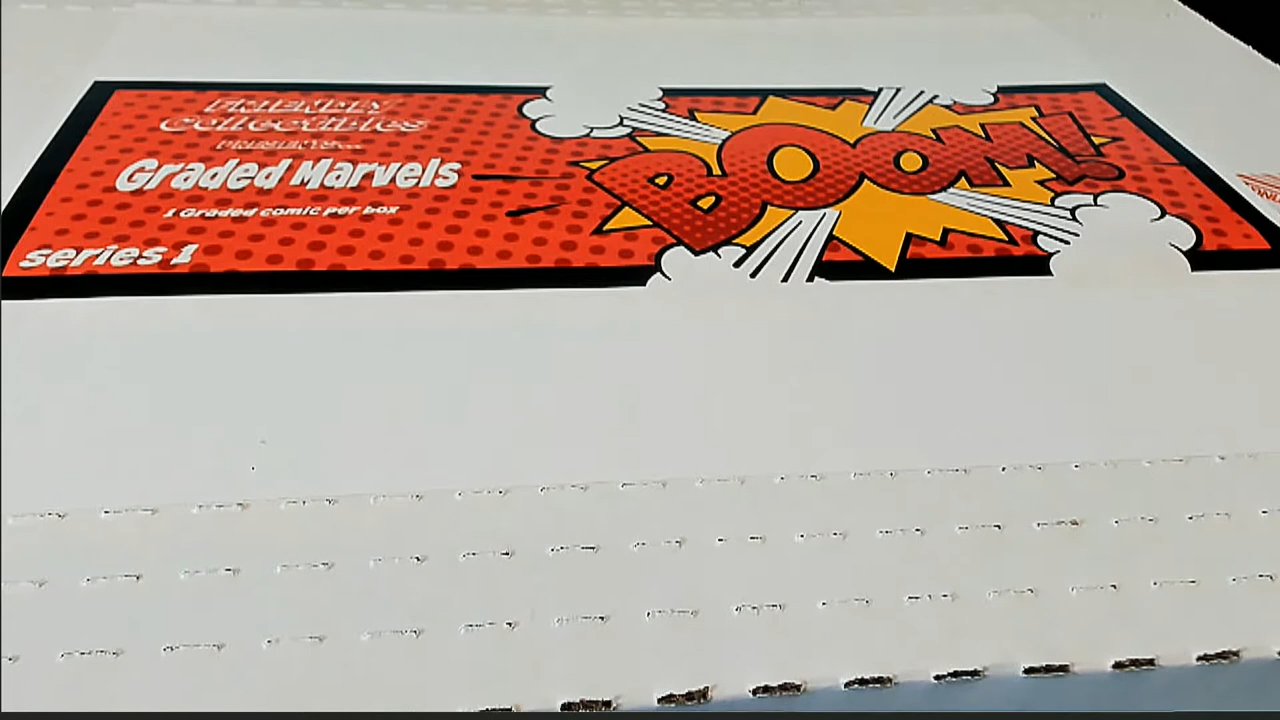 FRIENDLY
Collectibles
PRESENTS...
Graded Marvels
1 Graded comic per box
series 1
BOOM!